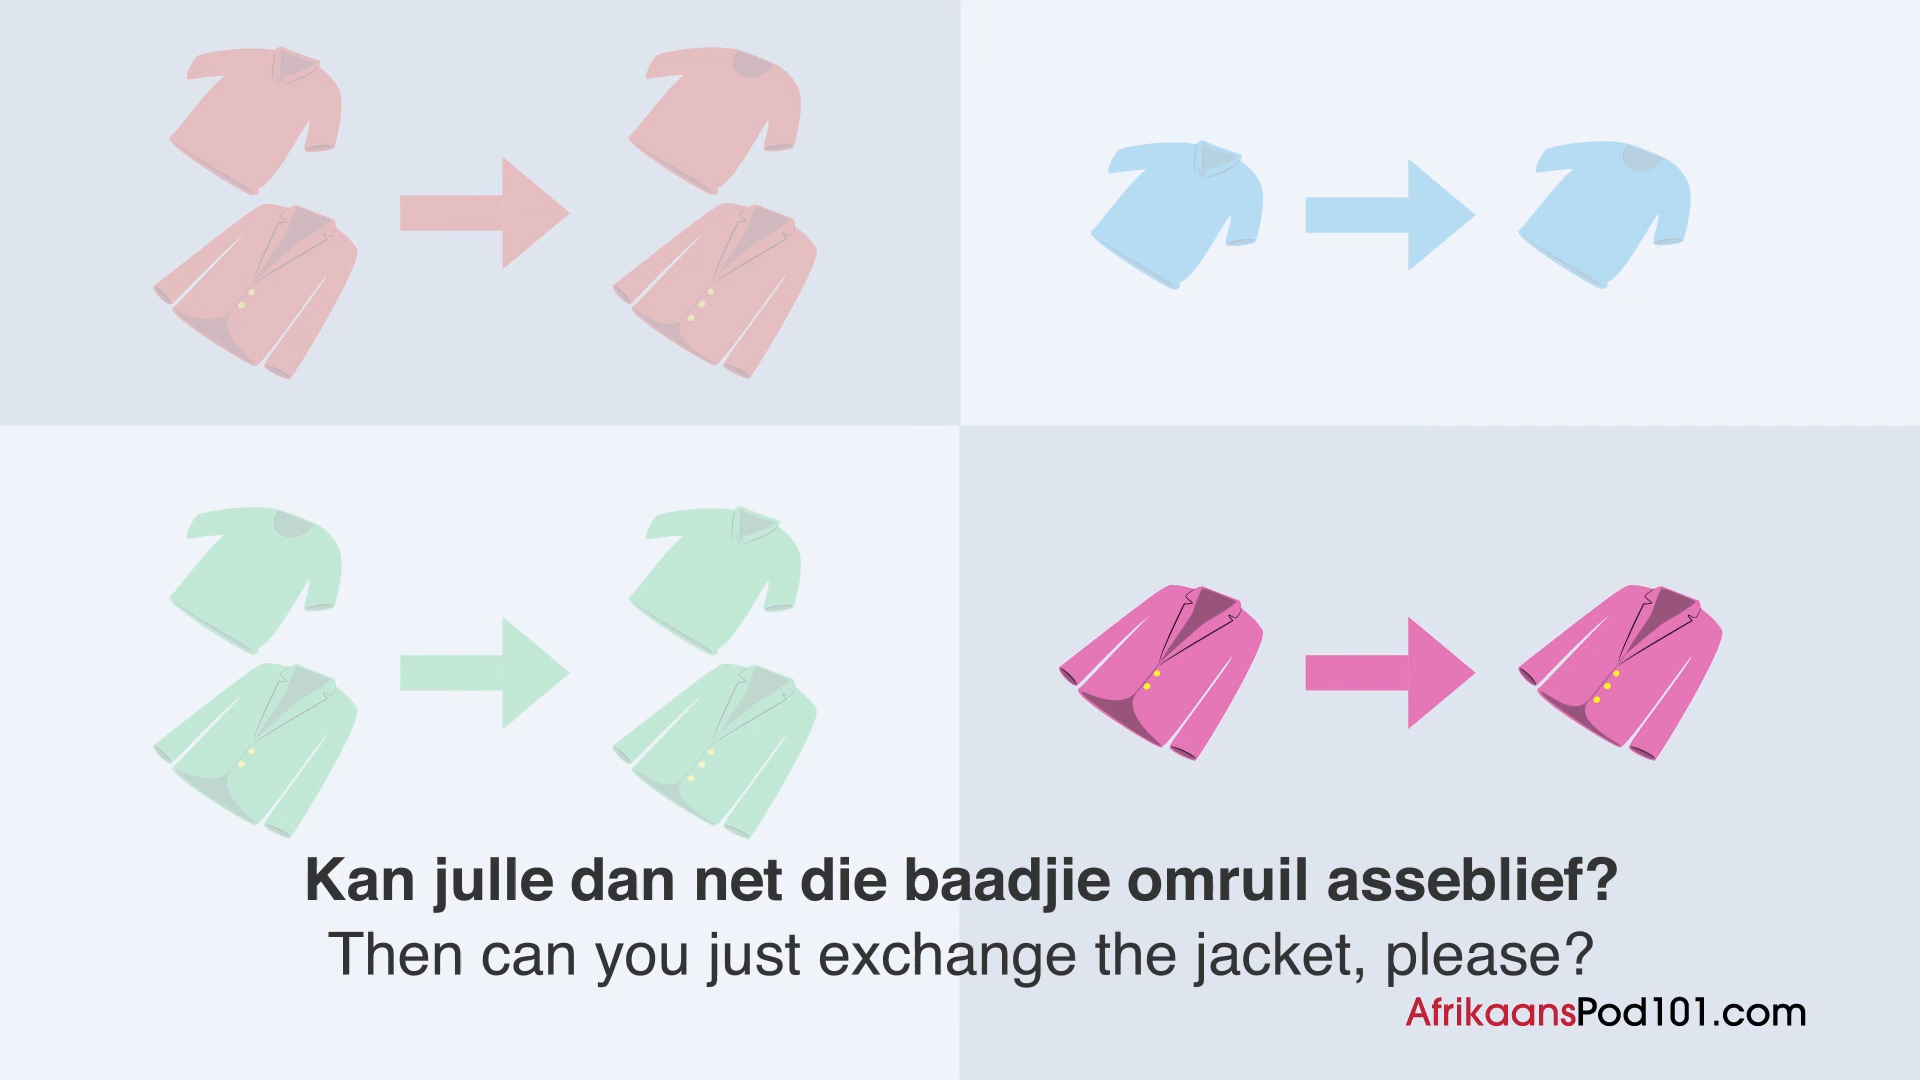 Kan julle dan net die baadjie omruil asseblief?
Then can you just exchange the jacket, please?
AfrikaansPod101.com